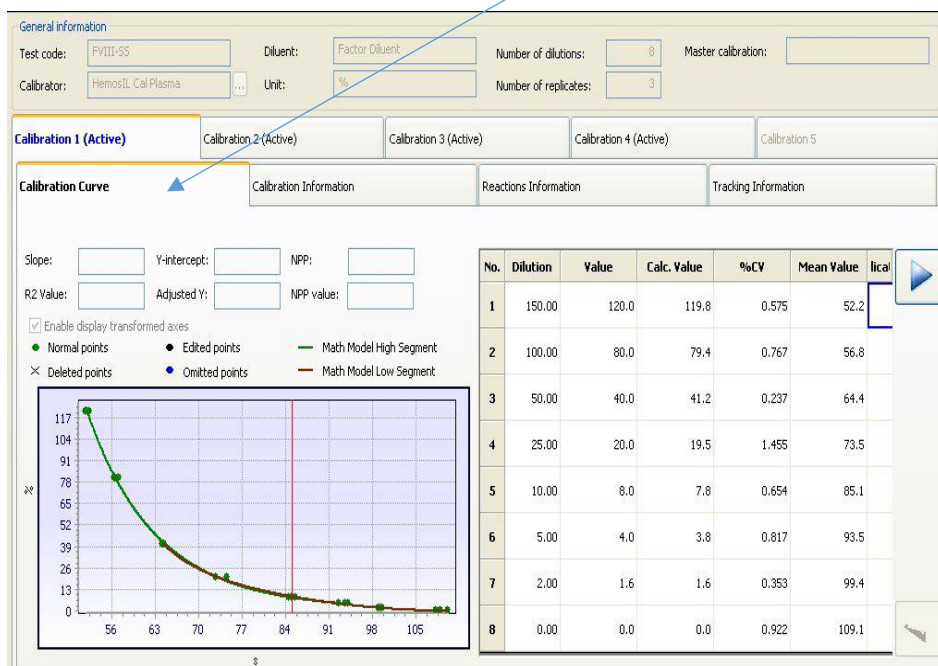 General information
Test code: FVIII-SS Diluent: Factor Diluent Number of dilutions: 8 Master calibration:
Calibrator: HemosIL Cal Plasma ... Unit: % Number of replicates: 3
Calibration 1 (Active) Calibration 2 (Active) Calibration 3 (Active) Calibration 4 (Active) Calibration 5
Calibration Curve Calibration Information Reactions Information Tracking Information
Slope: Y-intercept: NPP:
R2 Value: Adjusted Y: NPP value:
Enable display transformed axes
Normal points Edited points Math Model High Segment
Deleted points Omitted points Math Model Low Segment
117
104
91
78
65
52
39
26
13
0
%
56 63 70 77 84 91 98 105
s
No. Dilution Value Calc. Value %CV Mean Value lica
1 150.00 120.0 119.8 0.575 52.2
2 100.00 80.0 79.4 0.767 56.8
3 50.00 40.0 41.2 0.237 64.4
4 25.00 20.0 19.5 1.455 73.5
5 10.00 8.0 7.8 0.654 85.1
6 5.00 4.0 3.8 0.817 93.5
7 2.00 1.6 1.6 0.353 99.4
8 0.00 0.0 0.0 0.922 109.1